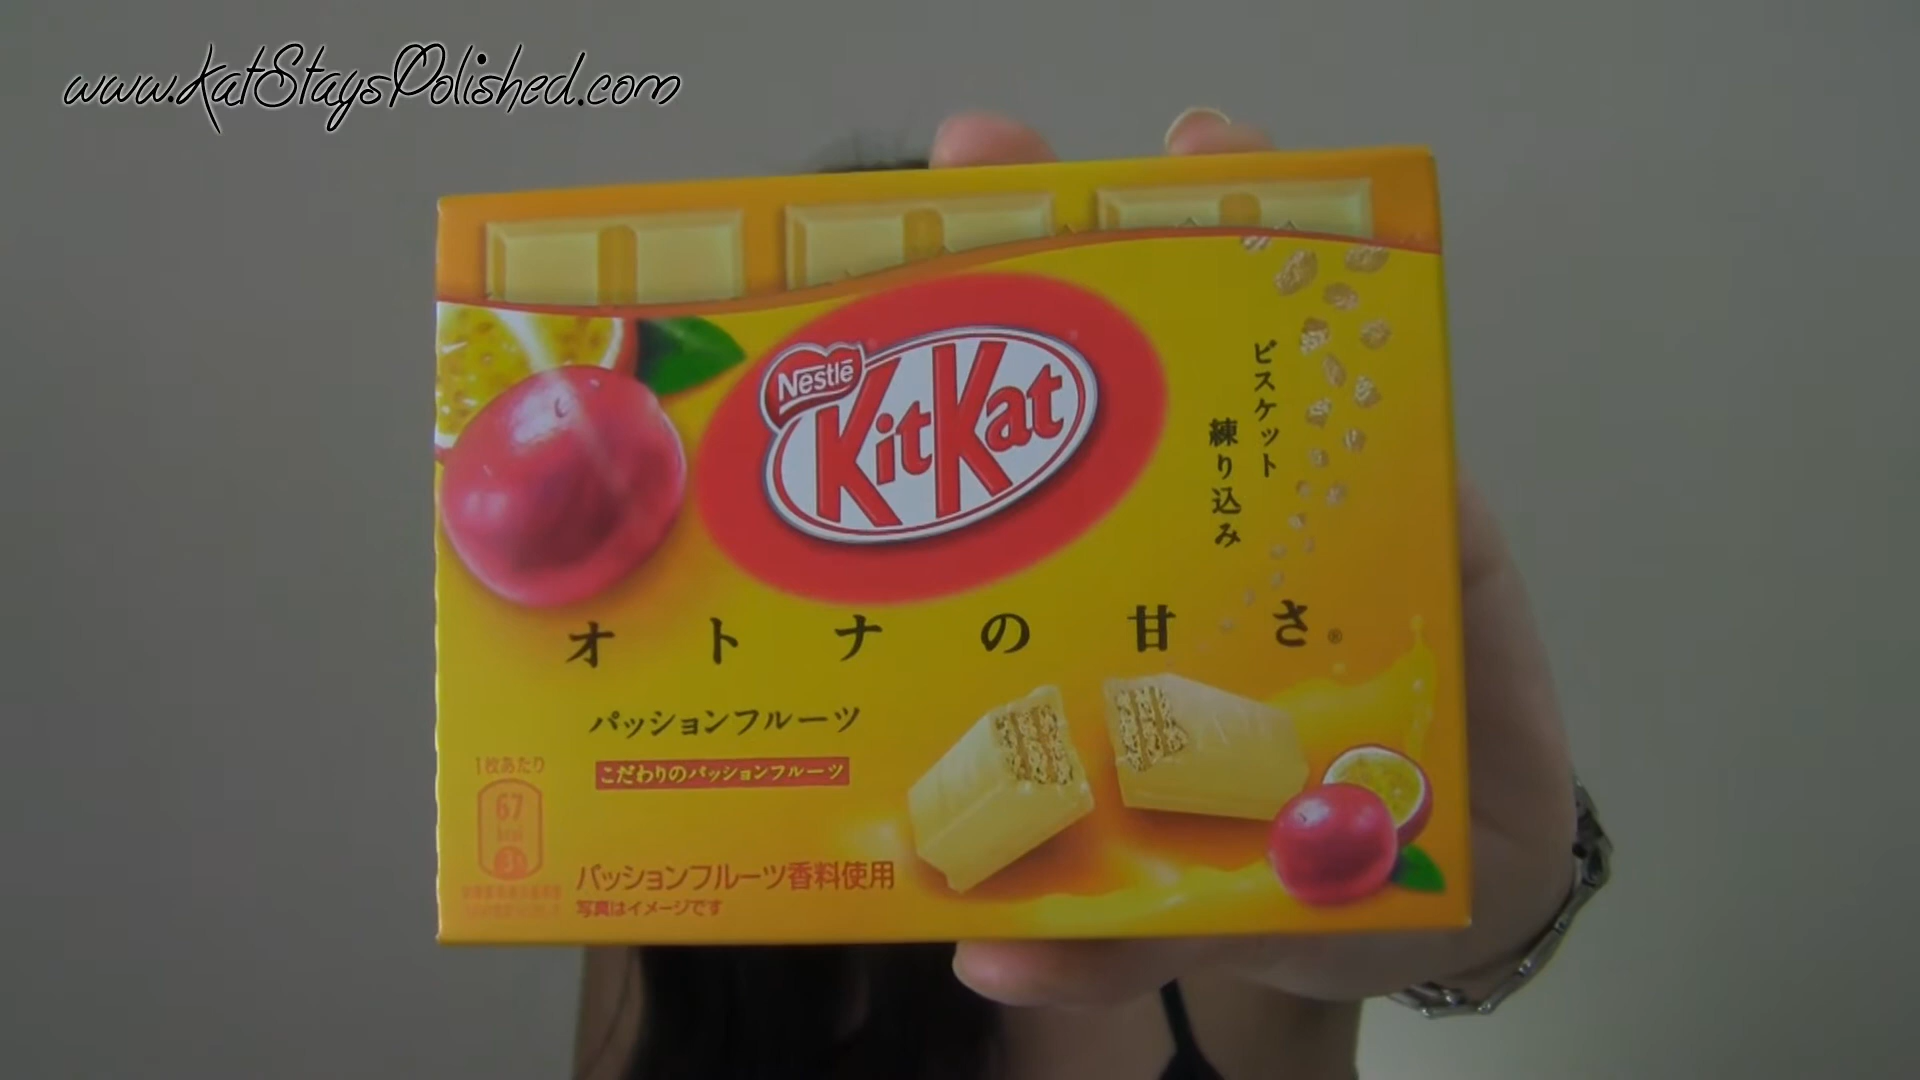 www.KatStaysPolished.com
Nestlé
KitKat
ビスケット
練り込み
オトナの甘さ®
パッションフルーツ
こだわりのパッションフルーツ
1枚あたり
67
kcal
パッションフルーツ香料使用
写真はイメージです